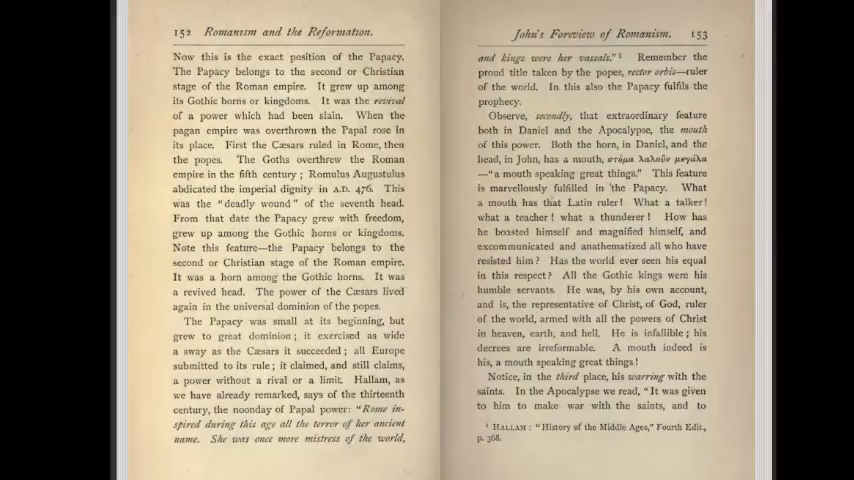 152 Romanism and the Reformation.
Now this is the exact position of the Papacy.
The Papacy belongs to the second or Christian
stage of the Roman empire. It grew up among
its Gothic horns or kingdoms. It was the revival
of a power which had been slain. When the
pagan empire was overthrown the Papal rose in
its place. First the Cæsars ruled in Rome, then
the popes. The Goths overthrew the Roman
empire in the fifth century; Romulus Augustulus
abdicated the imperial dignity in A.D. 476. This
was the "deadly wound" of the seventh head.
From that date the Papacy grew with freedom,
grew up among the Gothic horns or kingdoms.
Note this feature—the Papacy belongs to the
second or Christian stage of the Roman empire.
It was a horn among the Gothic horns. It was
a revived head. The power of the Cæsars lived
again in the universal dominion of the popes.
The Papacy was small at its beginning, but
grew to great dominion; it exercised as wide
a sway as the Cæsars it succeeded; all Europe
submitted to its rule; it claimed, and still claims,
a power without a rival or a limit. Hallam, as
we have already remarked, says of the thirteenth
century, the noonday of Papal power: "Rome in-
spired during this age all the terror of her ancient
name. She was once more mistress of the world,
John's Foreview of Romanism. 153
and kings were her vassals."¹ Remember the
proud title taken by the popes, rector orbis—ruler
of the world. In this also the Papacy fulfils the
prophecy.
Observe, secondly, that extraordinary feature
both in Daniel and the Apocalypse, the mouth
of this power. Both the horn, in Daniel, and the
head, in John, has a mouth, στόμα λαλοῦν μεγάλα
—"a mouth speaking great things." This feature
is marvellously fulfilled in the Papacy. What
a mouth has that Latin ruler! What a talker!
what a teacher! what a thunderer! How has
he boasted himself and magnified himself, and
excommunicated and anathematized all who have
resisted him? Has the world ever seen his equal
in this respect? All the Gothic kings were his
humble servants. He was, by his own account,
and is, the representative of Christ, of God, ruler
of the world, armed with all the powers of Christ
in heaven, earth, and hell. He is infallible; his
decrees are irreformable. A mouth indeed is
his, a mouth speaking great things!
Notice, in the third place, his warring with the
saints. In the Apocalypse we read, "It was given
to him to make war with the saints, and to
¹ HALLAM: "History of the Middle Ages," Fourth Edit.,
p. 368.